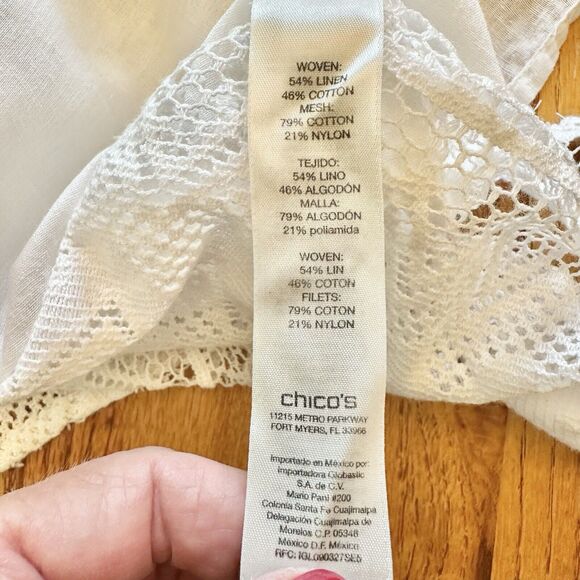 WOVEN:
54% LINEN
46% COTTON
MESH:
79% COTTON
21% NYLON
TEJIDO:
54% LINO
46% ALGODÓN
MALLA:
79% ALGODÓN
21% poliamida
WOVEN:
54% LIN
46% COTON
FILETS:
79% COTON
21% NYLON
chico's
11215 METRO PARKWAY
FORT MYERS, FL 33966
Importado en México por:
Importadora Globastic
S.A. de C.V.
Mario Pani #200
Colonia Santa Fe Cuajimalpa
Delegación Cuajimalpa de
Morelos C.P. 05348
México D.F. México
RFC: IGL090327SE5